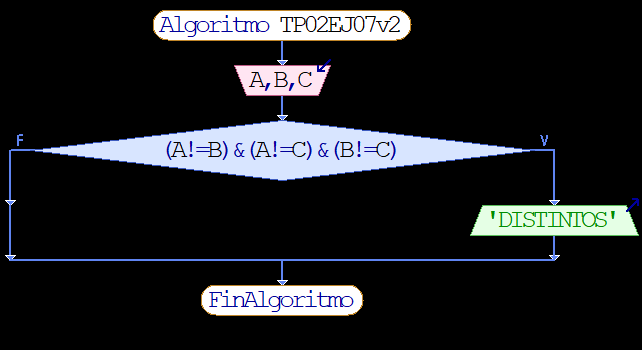 Algoritmo TP02EJ07v2
A,B,C
F
(A!=B)&(A!=C)&(B!=C)
V
'DISTINTOS'
FinAlgoritmo